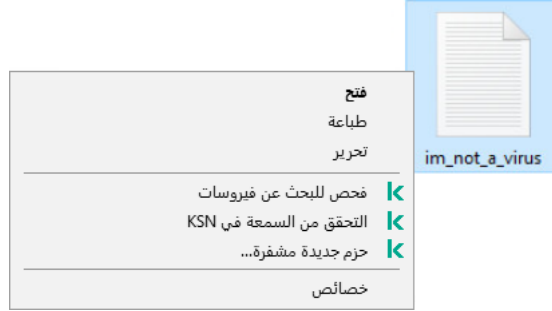 فتح
طباعة
تحرير
فحص للبحث عن فيروسات
التحقق من السمعة في KSN
حزم جديدة مشفرة...
خصائص
im_not_a_virus